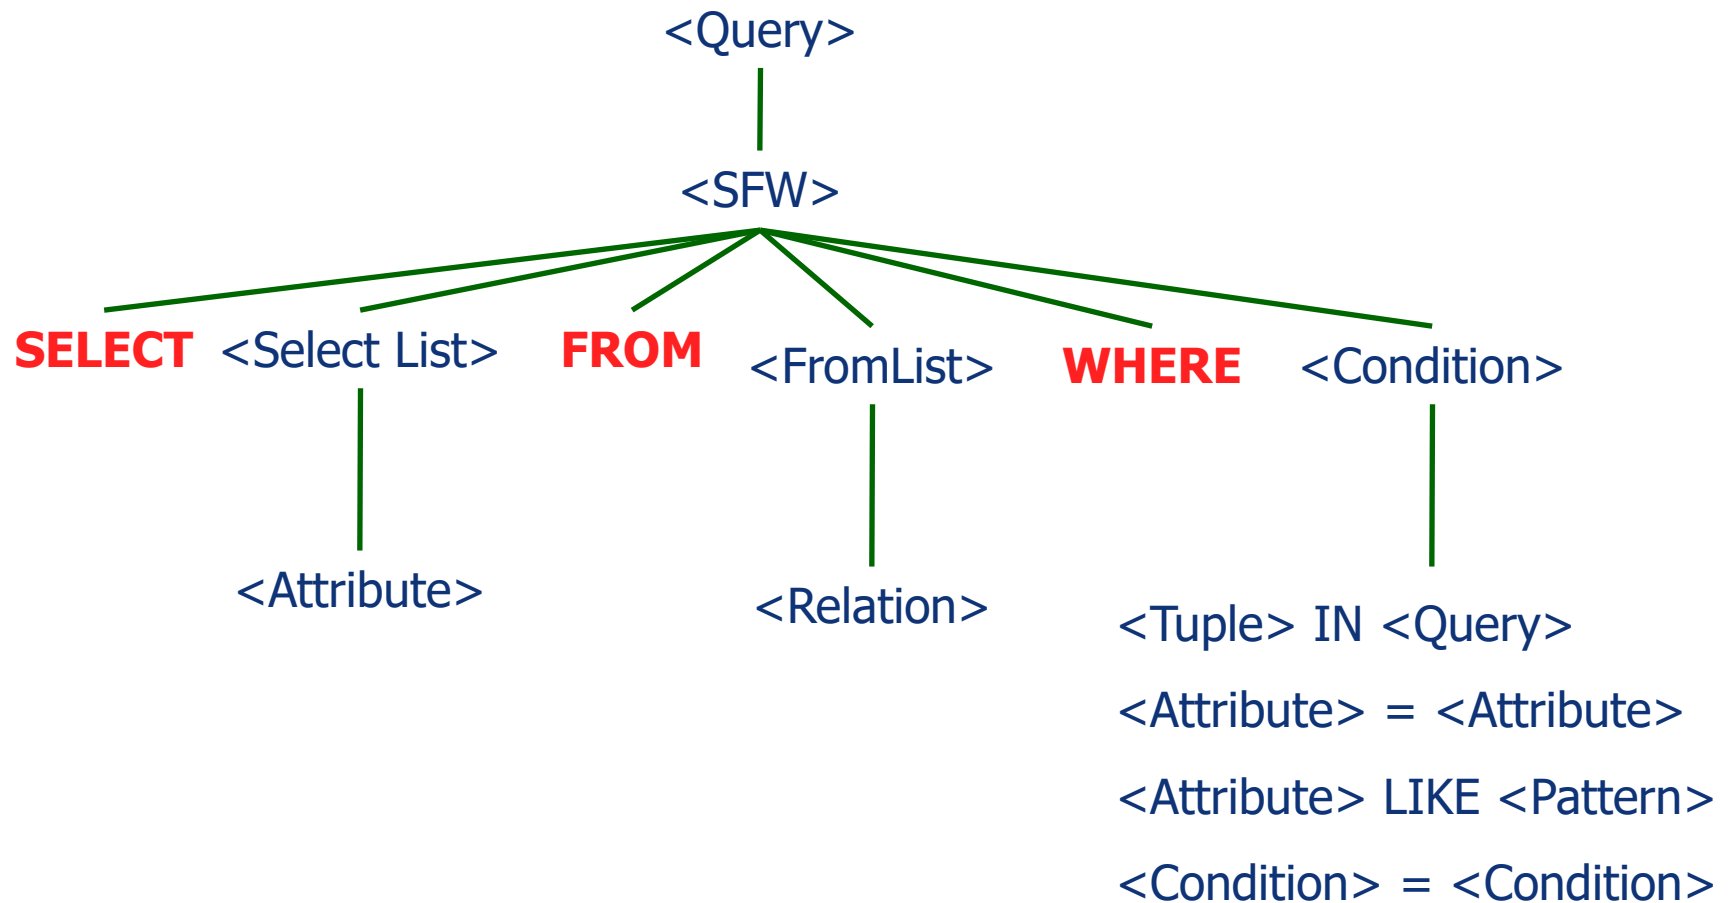 <Query>
<SFW>
SELECT <Select List> FROM <FromList> WHERE <Condition>
<Attribute> <Relation>
<Tuple> IN <Query>
<Attribute> = <Attribute>
<Attribute> LIKE <Pattern>
<Condition> = <Condition>